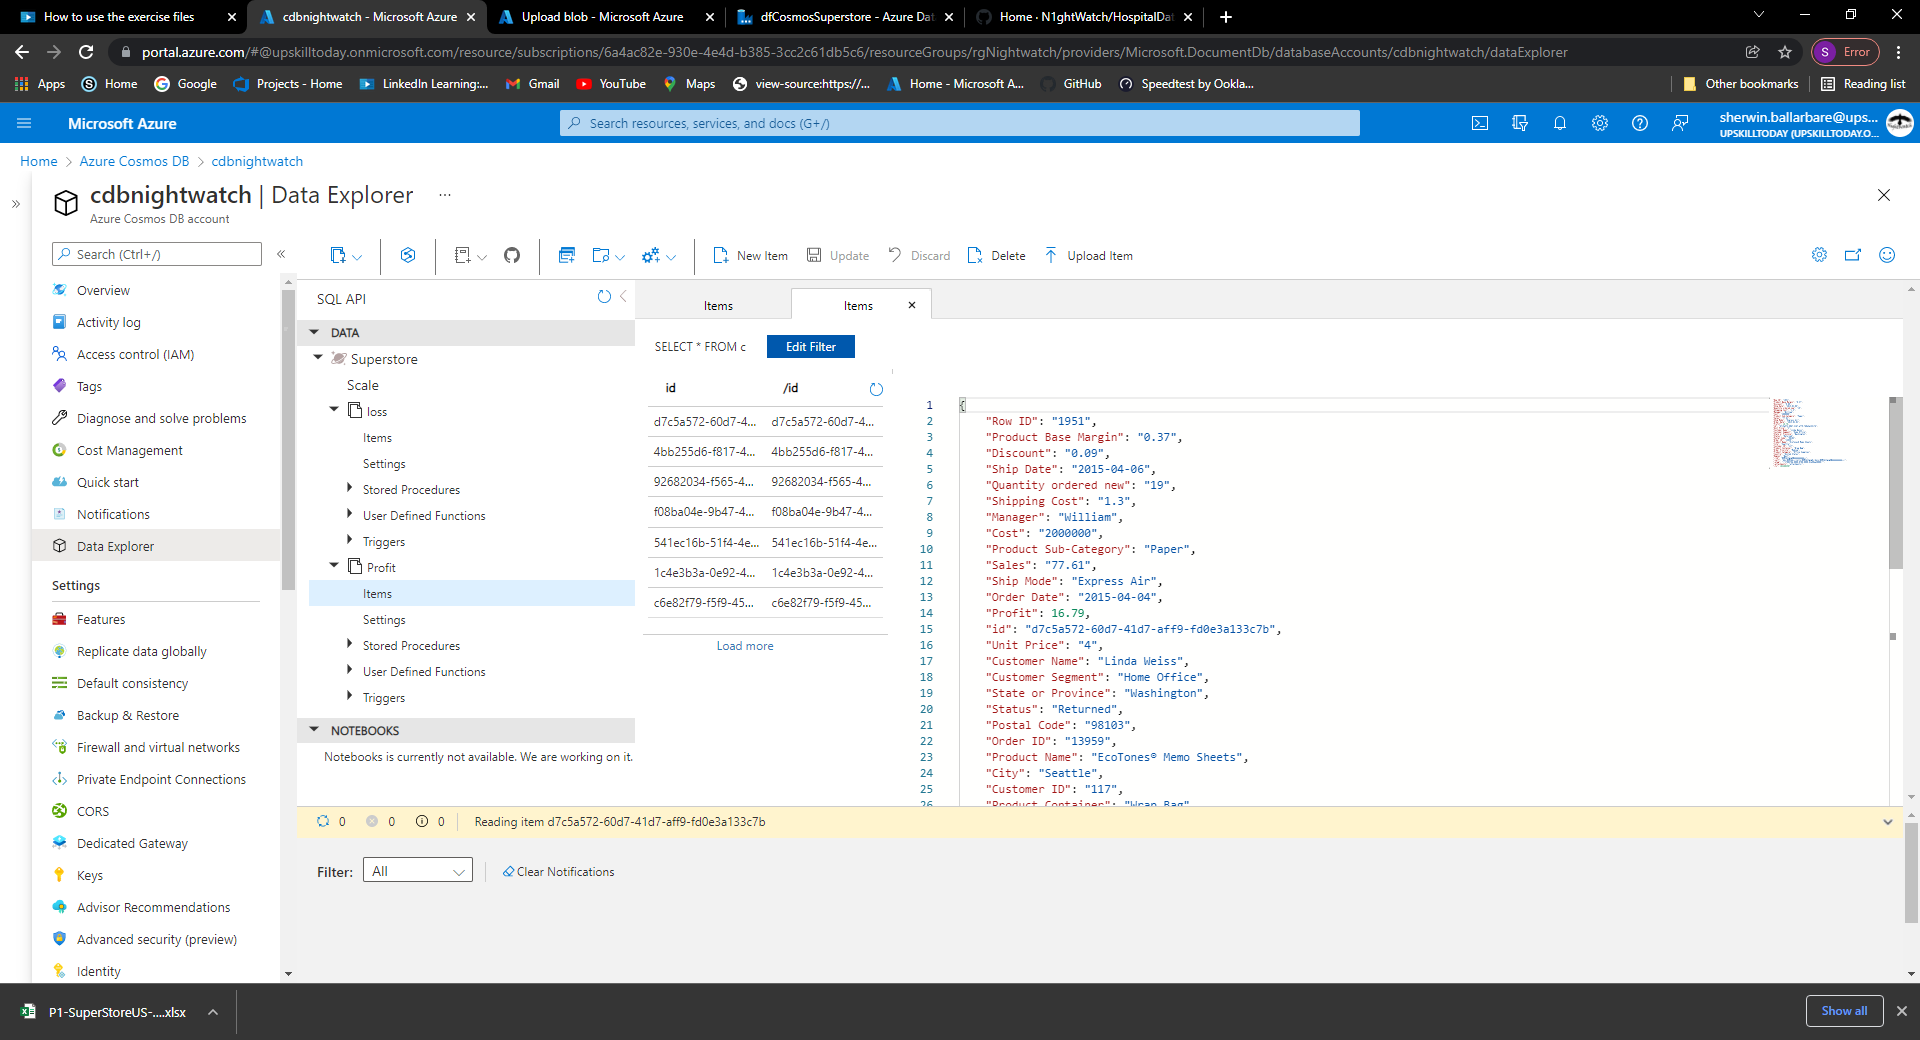 How to use the exercise files
cdbnightwatch - Microsoft Azure
Upload blob - Microsoft Azure
dfCosmosSuperstore - Azure Dat
Home · N1ghtWatch/HospitalDat
portal.azure.com/#@upskilltoday.onmicrosoft.com/resource/subscriptions/6a4ac82e-930e-4e4d-b385-3cc2c61db5c6/resourceGroups/rgNightwatch/providers/Microsoft.DocumentDb/databaseAccounts/cdbnightwatch/dataExplorer
S Error
Apps
Home
Google
Projects - Home
LinkedIn Learning:...
Gmail
YouTube
Maps
view-source:https://...
Home - Microsoft A...
GitHub
Speedtest by Ookla...
Other bookmarks
Reading list
Microsoft Azure
Search resources, services, and docs (G+/)
sherwin.ballarbare@ups...
UPSKILLTODAY (UPSKILLTODAY.O...
Home > Azure Cosmos DB > cdbnightwatch
cdbnightwatch | Data Explorer ...
Azure Cosmos DB account
Search (Ctrl+/)
Overview
Activity log
Access control (IAM)
Tags
Diagnose and solve problems
Cost Management
Quick start
Notifications
Data Explorer
Settings
Features
Replicate data globally
Default consistency
Backup & Restore
Firewall and virtual networks
Private Endpoint Connections
CORS
Dedicated Gateway
Keys
Advisor Recommendations
Advanced security (preview)
Identity
New Item
Update
Discard
Delete
Upload Item
SQL API
DATA
Superstore
Scale
loss
Items
Settings
Stored Procedures
User Defined Functions
Triggers
Profit
Items
Settings
Stored Procedures
User Defined Functions
Triggers
NOTEBOOKS
Notebooks is currently not available. We are working on it.
Items
Items
SELECT * FROM c
Edit Filter
id /id
d7c5a572-60d7-4... d7c5a572-60d7-4...
4bb255d6-f817-4... 4bb255d6-f817-4...
92682034-f565-4... 92682034-f565-4...
f08ba04e-9b47-4... f08ba04e-9b47-4...
541ec16b-51f4-4e... 541ec16b-51f4-4e...
1c4e3b3a-0e92-4... 1c4e3b3a-0e92-4...
c6e82f79-f5f9-45... c6e82f79-f5f9-45...
Load more
1 {
2 "Row ID": "1951",
3 "Product Base Margin": "0.37",
4 "Discount": "0.09",
5 "Ship Date": "2015-04-06",
6 "Quantity ordered new": "19",
7 "Shipping Cost": "1.3",
8 "Manager": "William",
9 "Cost": "2000000",
10 "Product Sub-Category": "Paper",
11 "Sales": "77.61",
12 "Ship Mode": "Express Air",
13 "Order Date": "2015-04-04",
14 "Profit": 16.79,
15 "id": "d7c5a572-60d7-41d7-aff9-fd0e3a133c7b",
16 "Unit Price": "4",
17 "Customer Name": "Linda Weiss",
18 "Customer Segment": "Home Office",
19 "State or Province": "Washington",
20 "Status": "Returned",
21 "Postal Code": "98103",
22 "Order ID": "13959",
23 "Product Name": "EcoTones® Memo Sheets",
24 "City": "Seattle",
25 "Customer ID": "117",
26 "Product Container": "Wrap Bag"
0 0 0 Reading item d7c5a572-60d7-41d7-aff9-fd0e3a133c7b
Filter: All
Clear Notifications
P1-SuperStoreUS-....xlsx
Show all